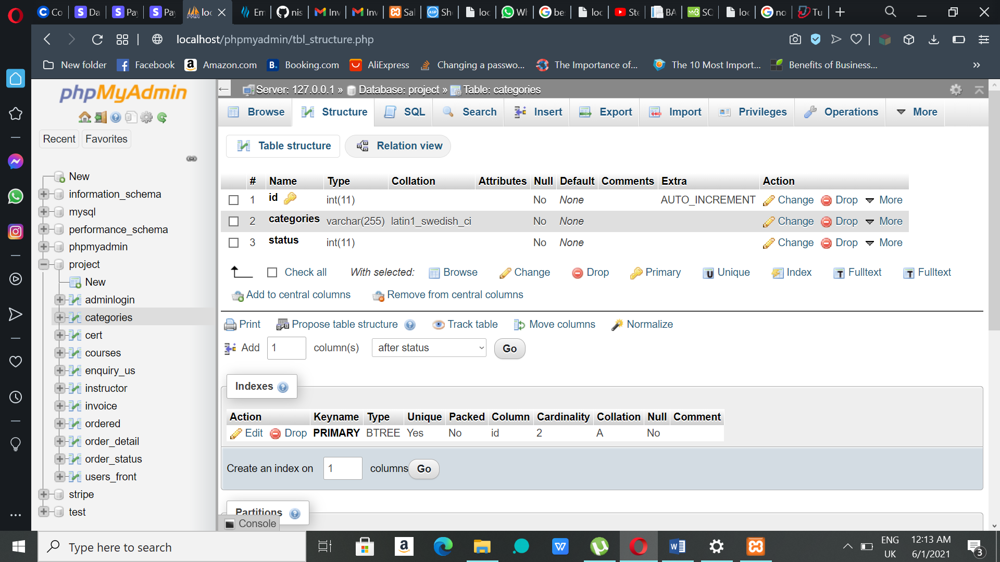 Co
Da
Pay
Pay
loc
Em
nis
Inv
Inv
Sal
Sh
loc
Wh
be
loc
Ste
BA
SQ
loc
no
Tu
localhost/phpmyadmin/tbl_structure.php
New folder
Facebook
Amazon.com
Booking.com
AliExpress
Changing a passwo...
The Importance of...
The 10 Most Import...
Benefits of Business...
phpMyAdmin
Recent
Favorites
New
information_schema
mysql
performance_schema
phpmyadmin
project
New
adminlogin
categories
cert
courses
enquiry_us
instructor
invoice
ordered
order_detail
order_status
users_front
stripe
test
Server: 127.0.0.1 » Database: project » Table: categories
Browse Structure SQL Search Insert Export Import Privileges Operations More
Table structure Relation view
# Name Type Collation Attributes Null Default Comments Extra Action
1 id int(11) No None AUTO_INCREMENT Change Drop More
2 categories varchar(255) latin1_swedish_ci No None Change Drop More
3 status int(11) No None Change Drop More
Check all With selected: Browse Change Drop Primary Unique Index Fulltext Fulltext
Add to central columns Remove from central columns
Print Propose table structure Track table Move columns Normalize
Add 1 column(s) after status Go
Indexes
Action Keyname Type Unique Packed Column Cardinality Collation Null Comment
Edit Drop PRIMARY BTREE Yes No id 2 A No
Create an index on 1 columns Go
Partitions
Console
Type here to search
ENG
UK
12:13 AM
6/1/2021
3